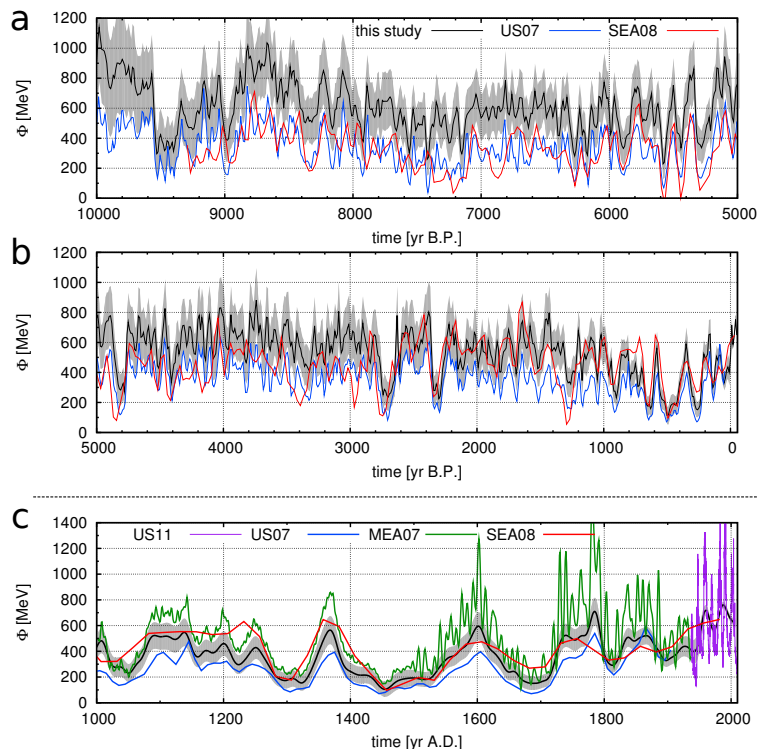 a
this study US07 SEA08
1200
1000
800
600
400
200
0
Φ [MeV]
10000 9000 8000 7000 6000 5000
time [yr B.P.]
b
1200
1000
800
600
400
200
0
Φ [MeV]
5000 4000 3000 2000 1000 0
time [yr B.P.]
c
US11 US07 MEA07 SEA08
1400
1200
1000
800
600
400
200
0
Φ [MeV]
1000 1200 1400 1600 1800 2000
time [yr A.D.]